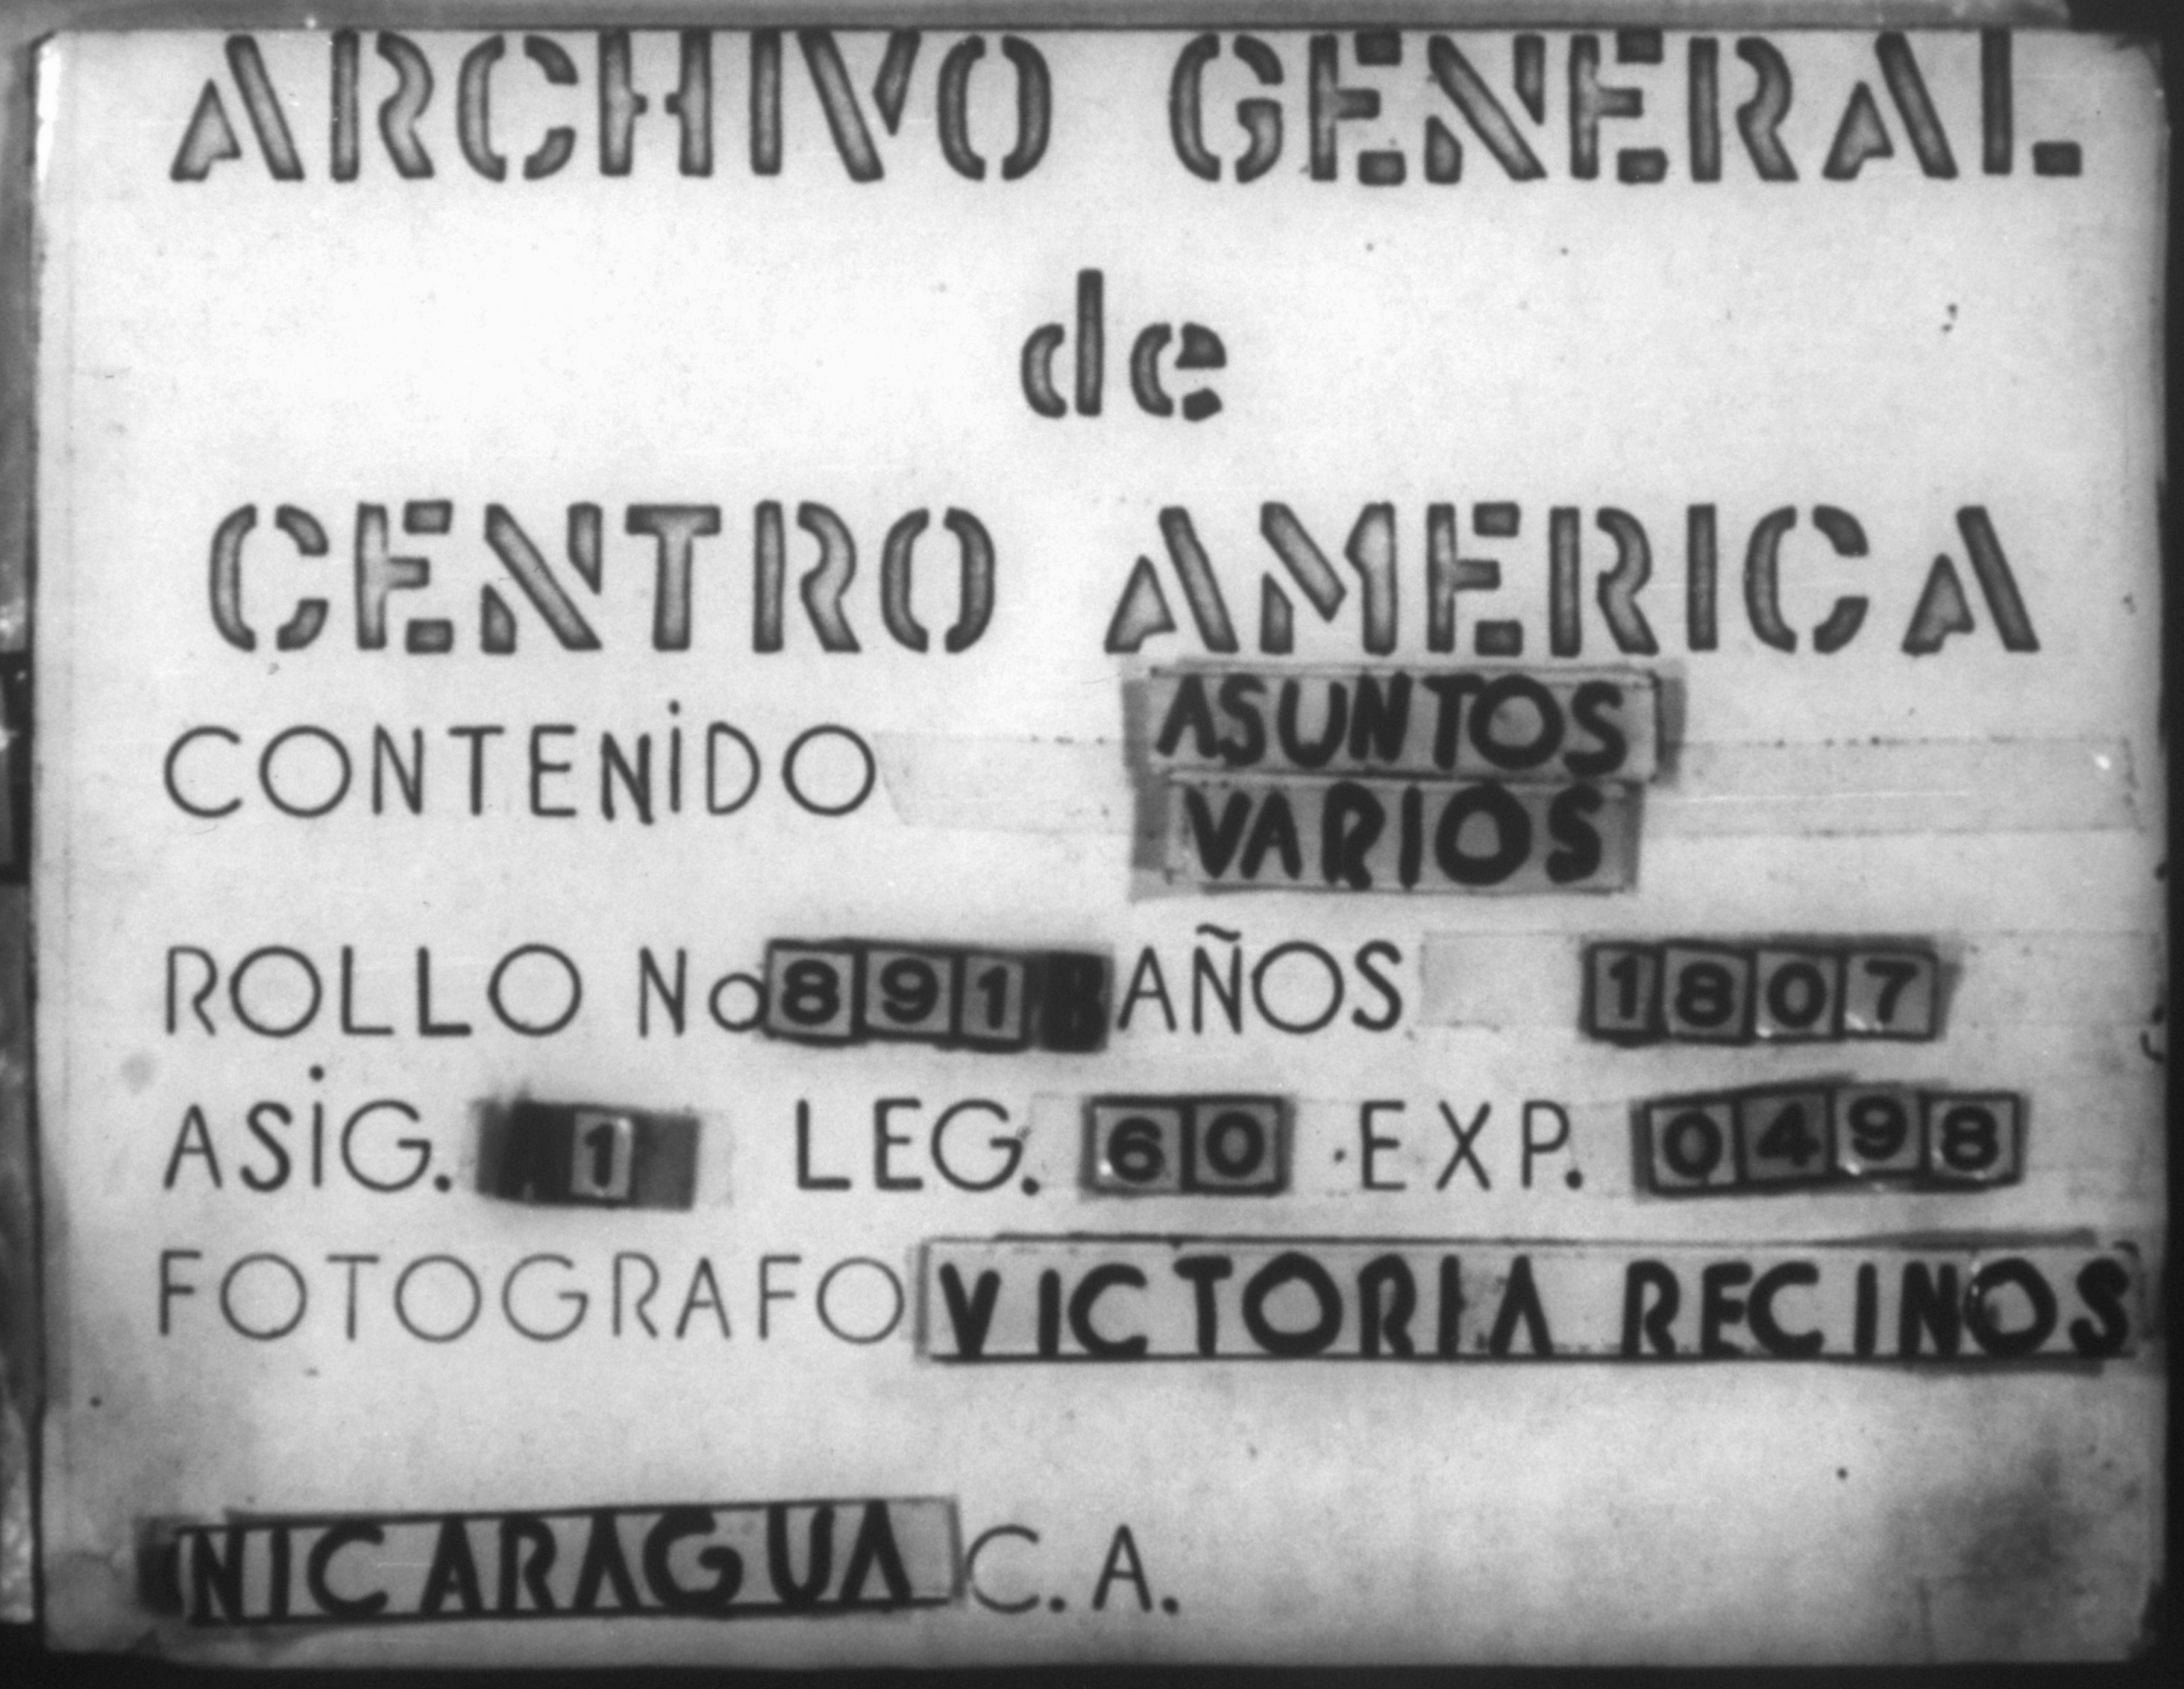 ARCHIVO GENERAL
de
CENTRO AMERICA
CONTENIDO ASUNTOS
VARIOS
ROLLO No 891 AÑOS 1807
ASIG. 1 LEG. 60 EXP. 0498
FOTOGRAFO VICTORIA RECINOS
NICARAGUA C.A.